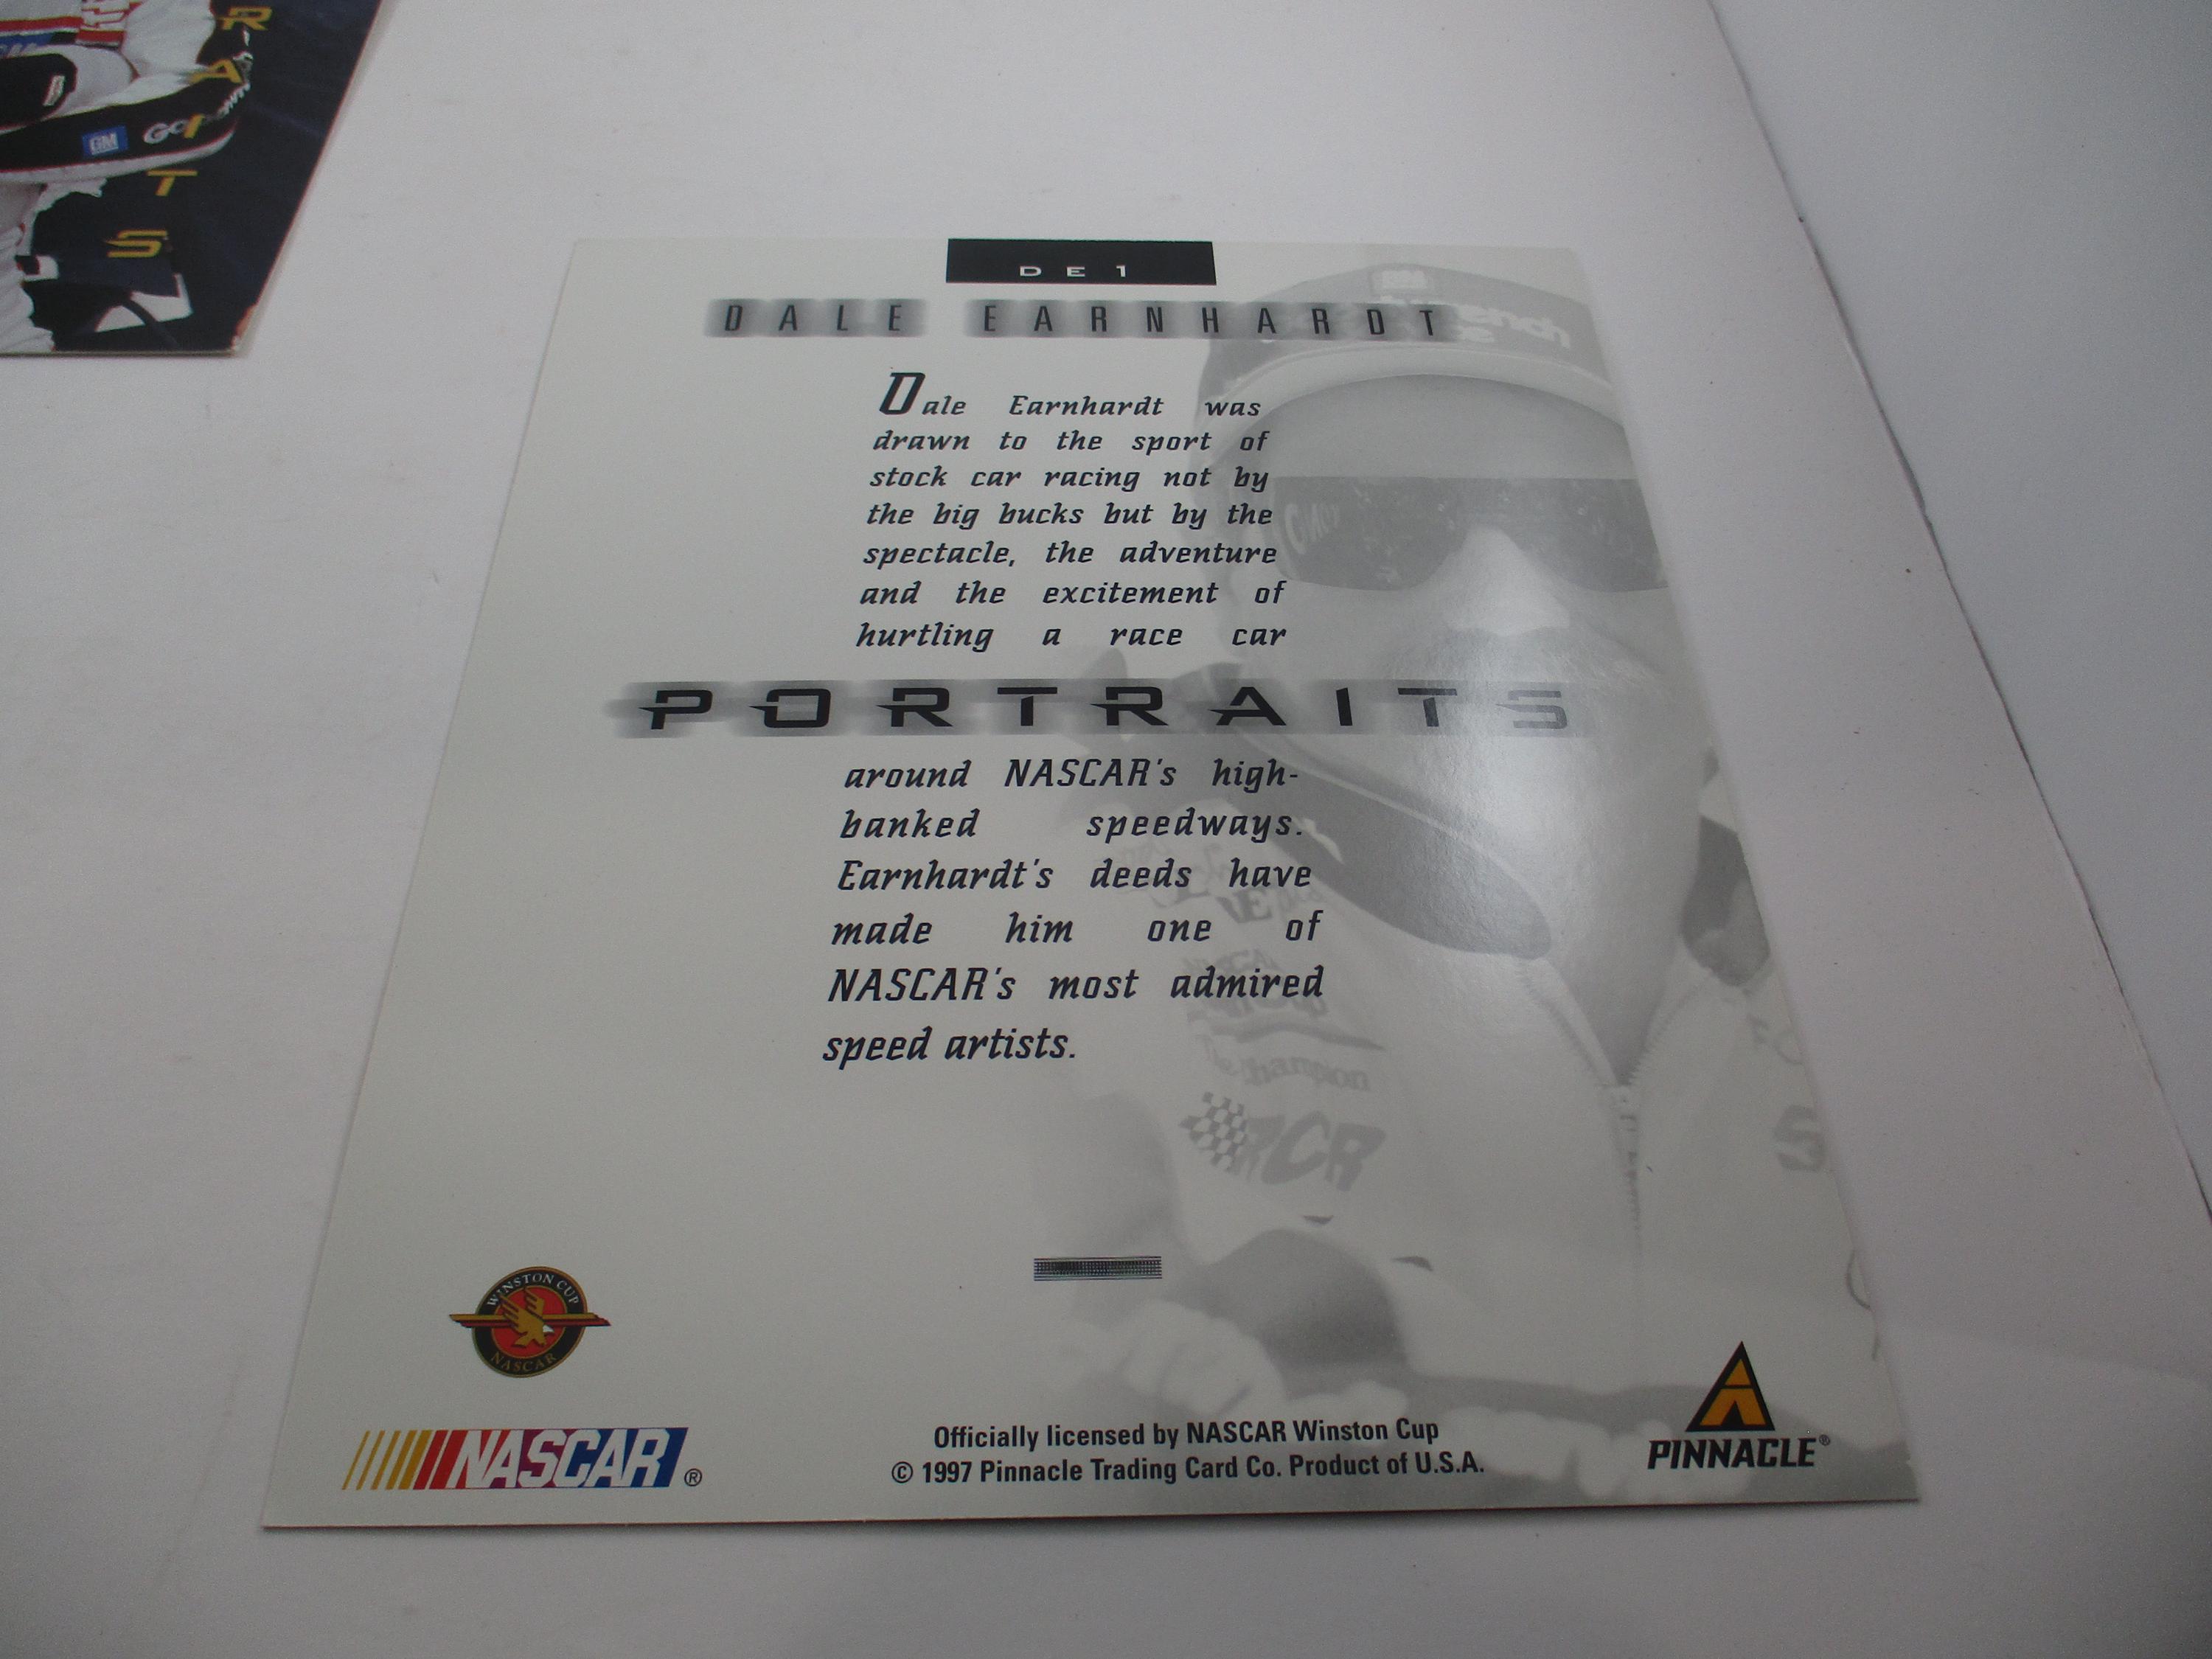 R
A
I
T
S
GM
DE1
DALE EARNHARDT
Dale Earnhardt was
drawn to the sport of
stock car racing not by
the big bucks but by the
spectacle, the adventure
and the excitement of
hurtling a race car
PORTRAITS
around NASCAR's high-
banked speedways.
Earnhardt's deeds have
made him one of
NASCAR's most admired
speed artists.
RCR
WINSTON CUP
NASCAR
NASCAR®
Officially licensed by NASCAR Winston Cup
© 1997 Pinnacle Trading Card Co. Product of U.S.A.
PINNACLE®